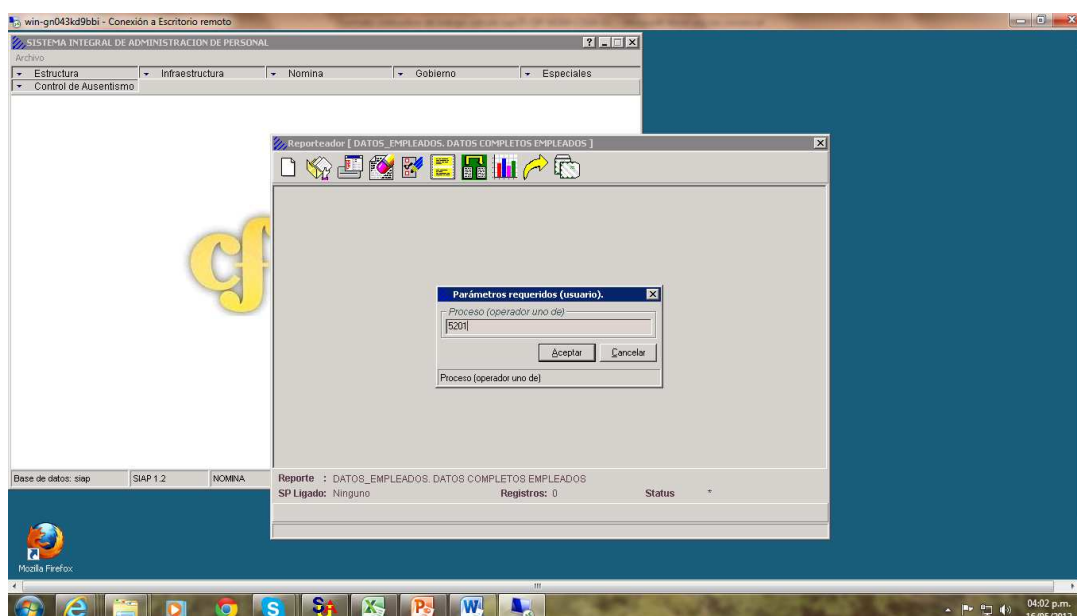 win-gn043kd9bbi - Conexión a Escritorio remoto
SISTEMA INTEGRAL DE ADMINISTRACION DE PERSONAL
Archivo
Estructura Infraestructura Nomina Gobierno Especiales
Control de Ausentismo
Reporteador [ DATOS_EMPLEADOS. DATOS COMPLETOS EMPLEADOS ]
cf
Parámetros requeridos (usuario).
Proceso (operador uno de)
5201
Aceptar Cancelar
Proceso (operador uno de)
Base de datos: siap SIAP 1.2 NOMINA
Reporte : DATOS_EMPLEADOS. DATOS COMPLETOS EMPLEADOS
SP Ligado: Ninguno Registros: 0 Status *
Mozilla Firefox
04:02 p.m.